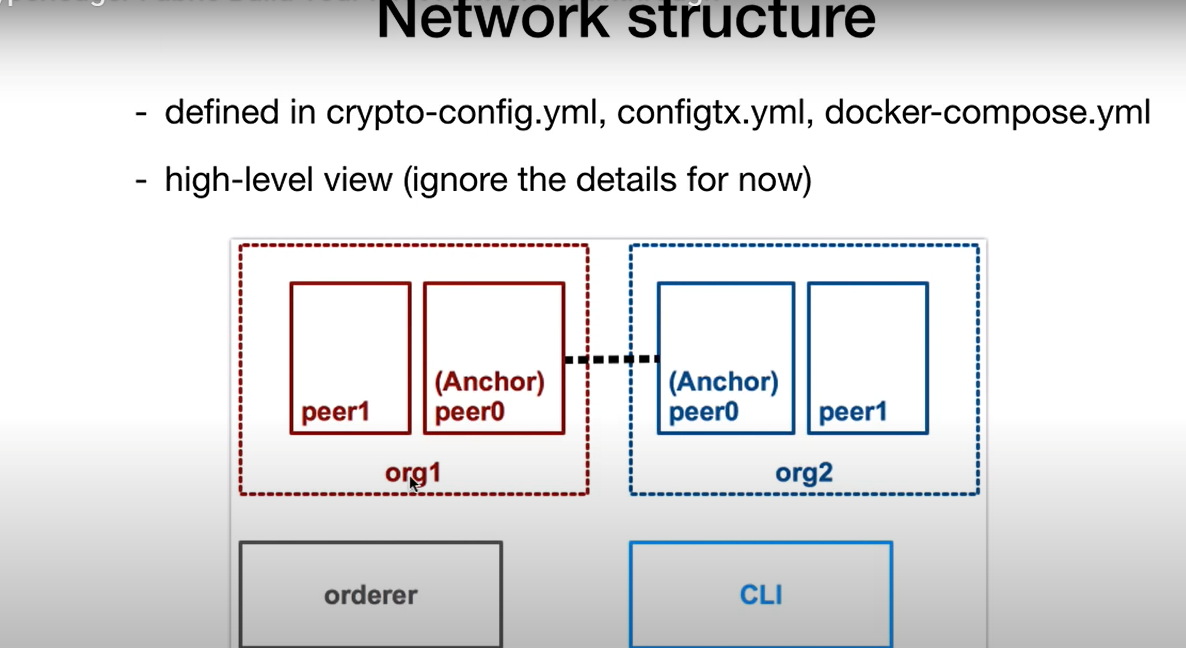 Network structure
- defined in crypto-config.yml, configtx.yml, docker-compose.yml
- high-level view (ignore the details for now)
peer1
(Anchor)
peer0
(Anchor)
peer0
peer1
org1
org2
orderer
CLI